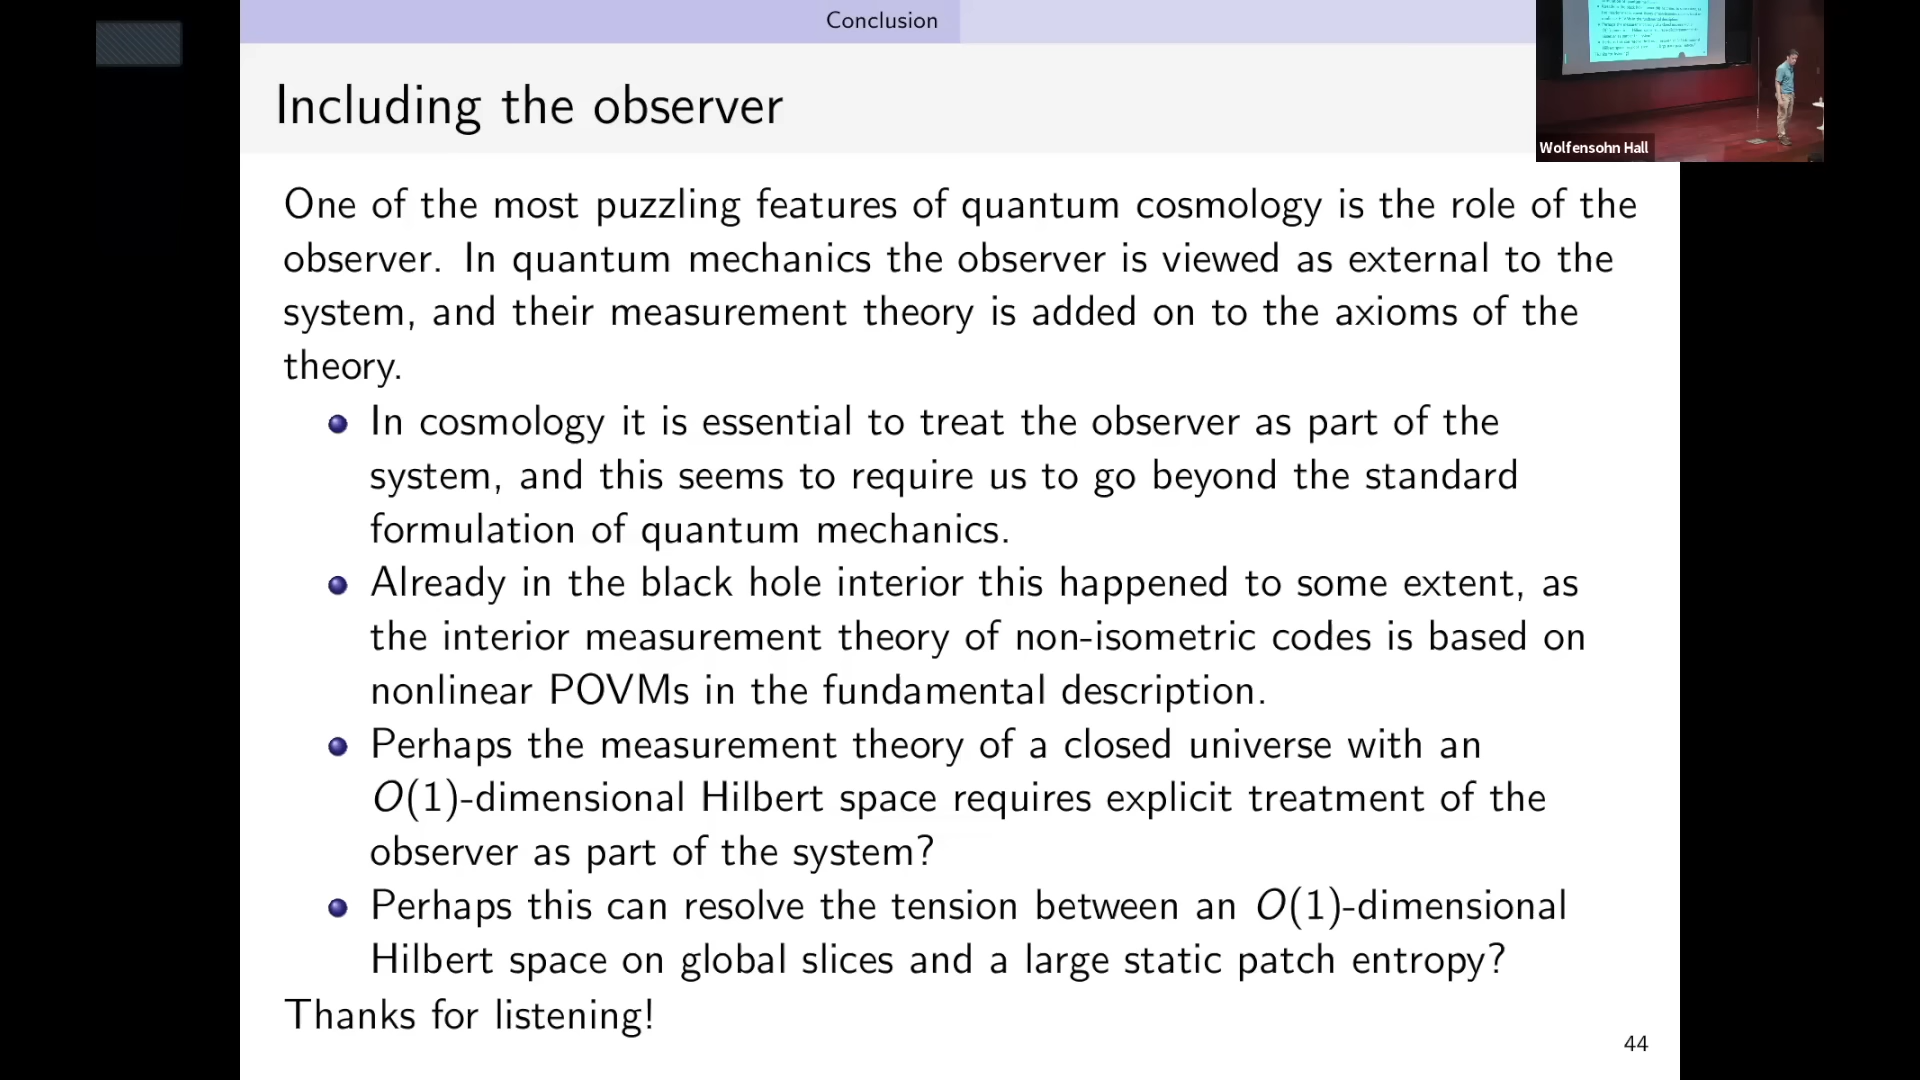 Conclusion
Including the observer
Wolfensohn Hall
One of the most puzzling features of quantum cosmology is the role of the
observer. In quantum mechanics the observer is viewed as external to the
system, and their measurement theory is added on to the axioms of the
theory.
In cosmology it is essential to treat the observer as part of the
system, and this seems to require us to go beyond the standard
formulation of quantum mechanics.
Already in the black hole interior this happened to some extent, as
the interior measurement theory of non-isometric codes is based on
nonlinear POVMs in the fundamental description.
Perhaps the measurement theory of a closed universe with an
O(1)-dimensional Hilbert space requires explicit treatment of the
observer as part of the system?
Perhaps this can resolve the tension between an O(1)-dimensional
Hilbert space on global slices and a large static patch entropy?
Thanks for listening!
44